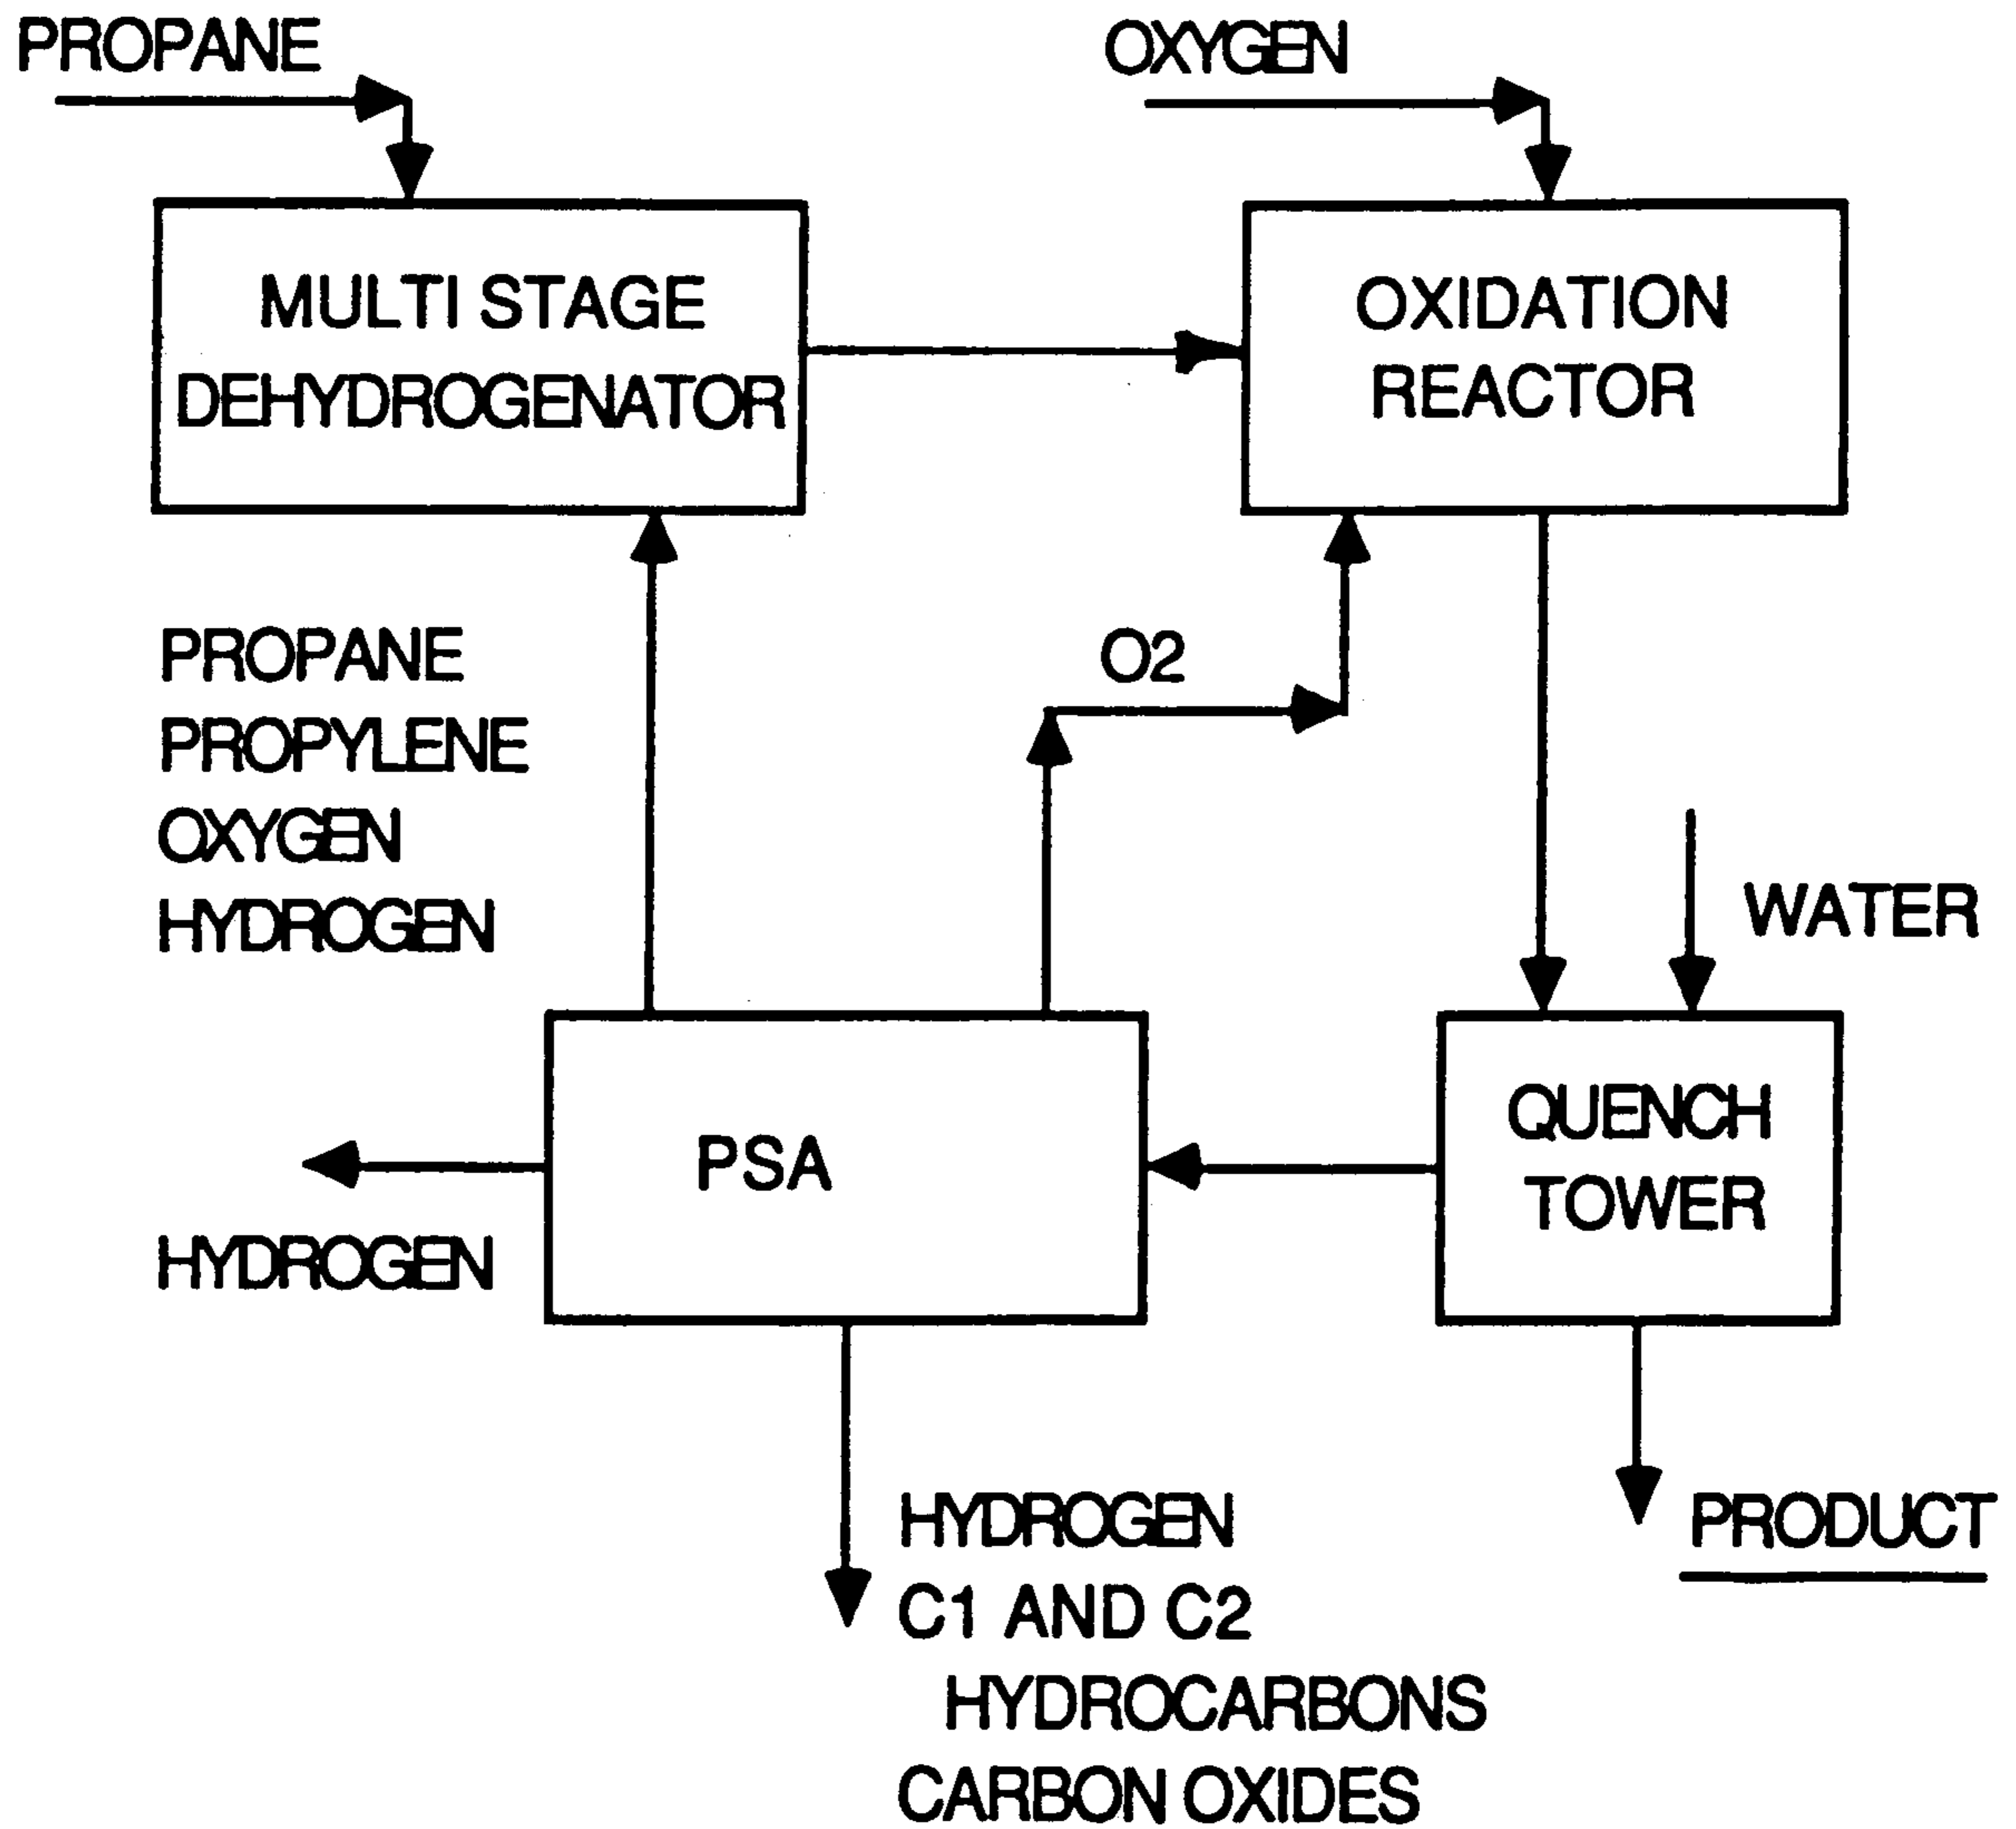 PROPANE
OXYGEN
MULTI STAGE
DEHYDROGENATOR
OXIDATION
REACTOR
PROPANE
PROPYLENE
OXYGEN
HYDROGEN
O2
WATER
PSA
QUENCH
TOWER
HYDROGEN
HYDROGEN
C1 AND C2
HYDROCARBONS
CARBON OXIDES
PRODUCT